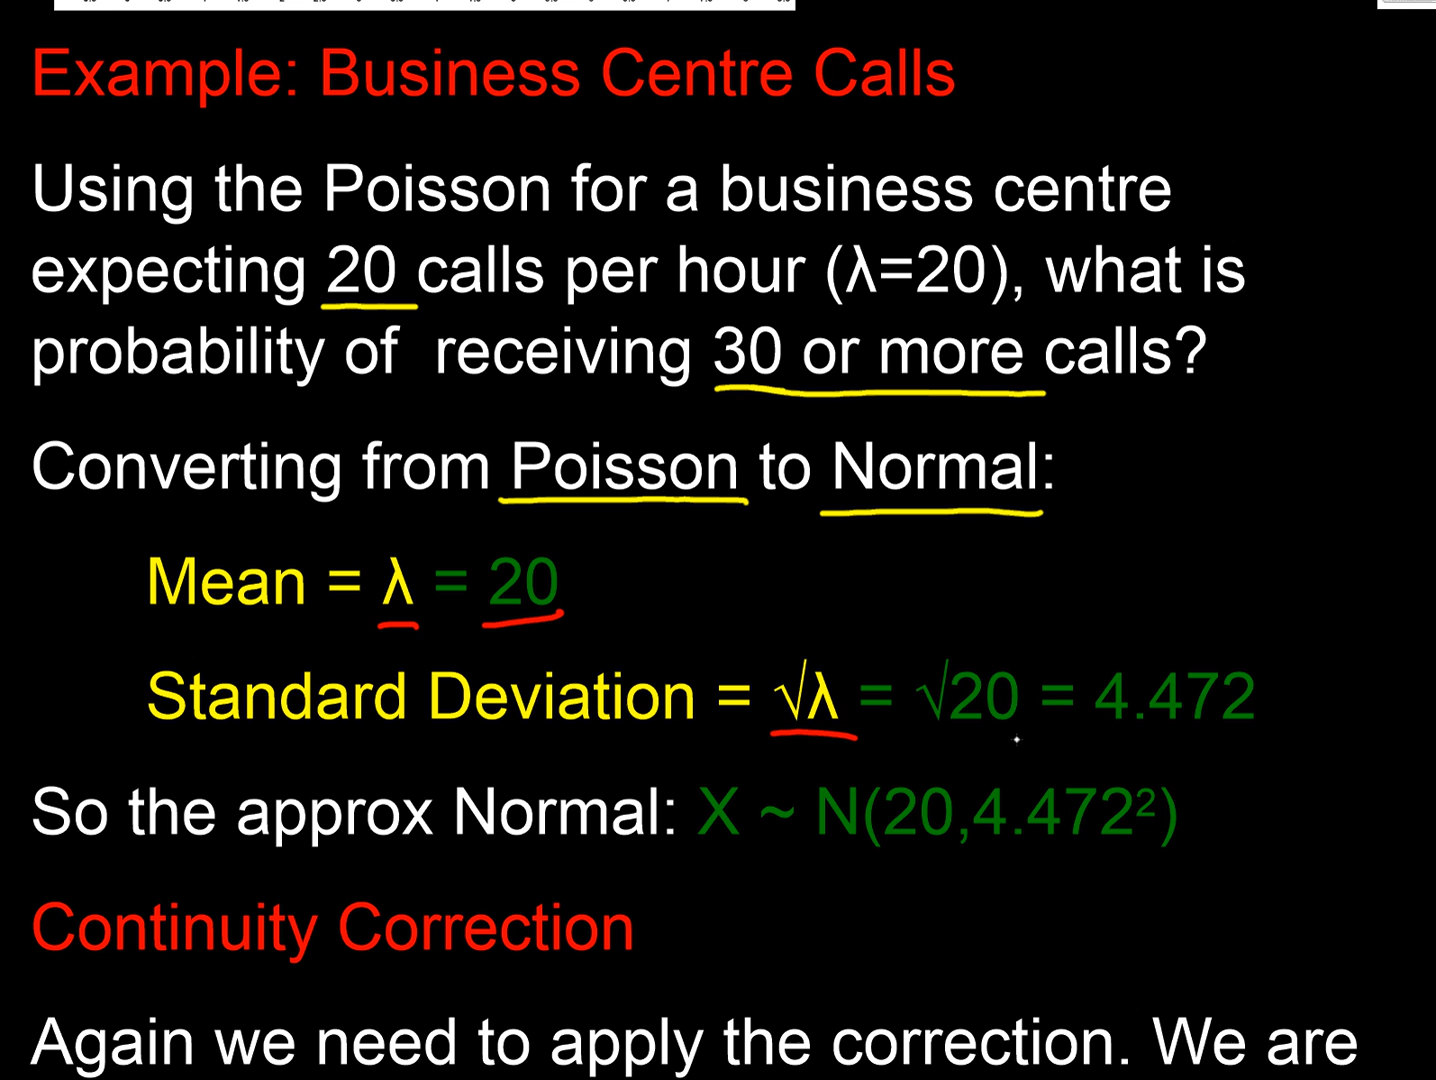 Example: Business Centre Calls
Using the Poisson for a business centre
expecting 20 calls per hour (λ=20), what is
probability of  receiving 30 or more calls?
Converting from Poisson to Normal:
Mean = λ = 20
Standard Deviation = √λ = √20 = 4.472
So the approx Normal: X ~ N(20,4.472²)
Continuity Correction
Again we need to apply the correction. We are